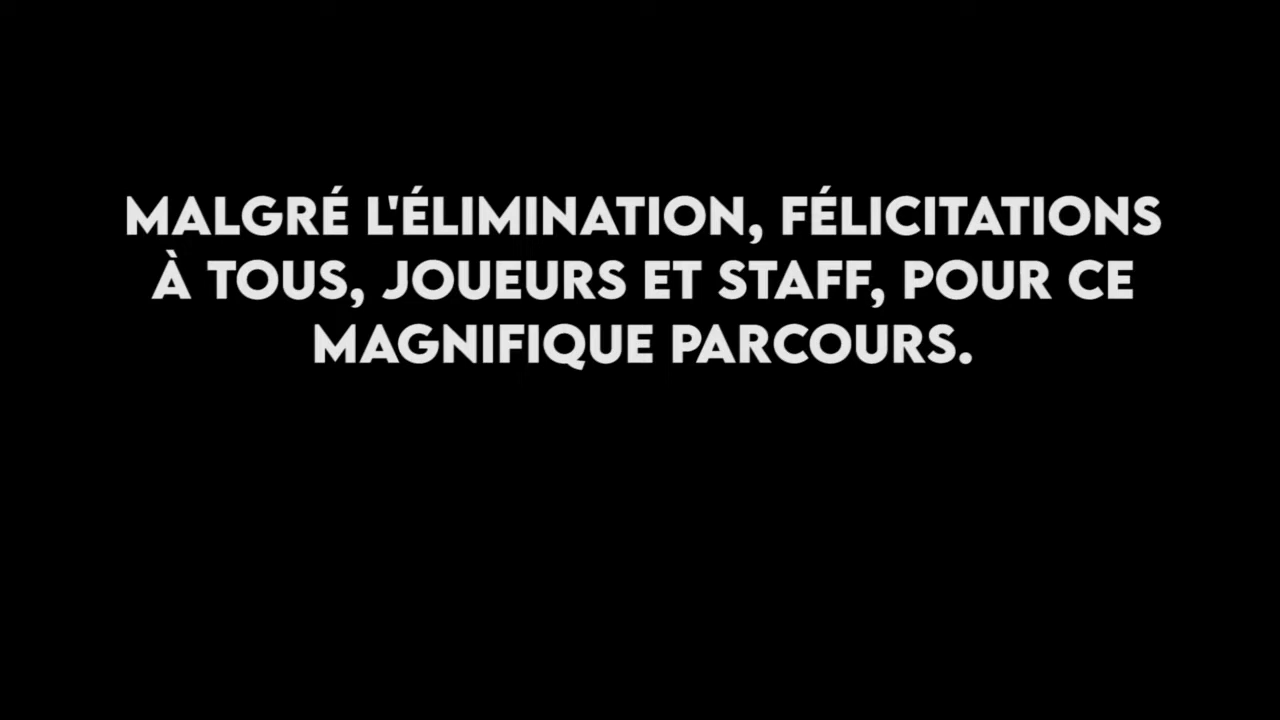 MALGRÉ L'ÉLIMINATION, FÉLICITATIONS
À TOUS, JOUEURS ET STAFF, POUR CE
MAGNIFIQUE PARCOURS.